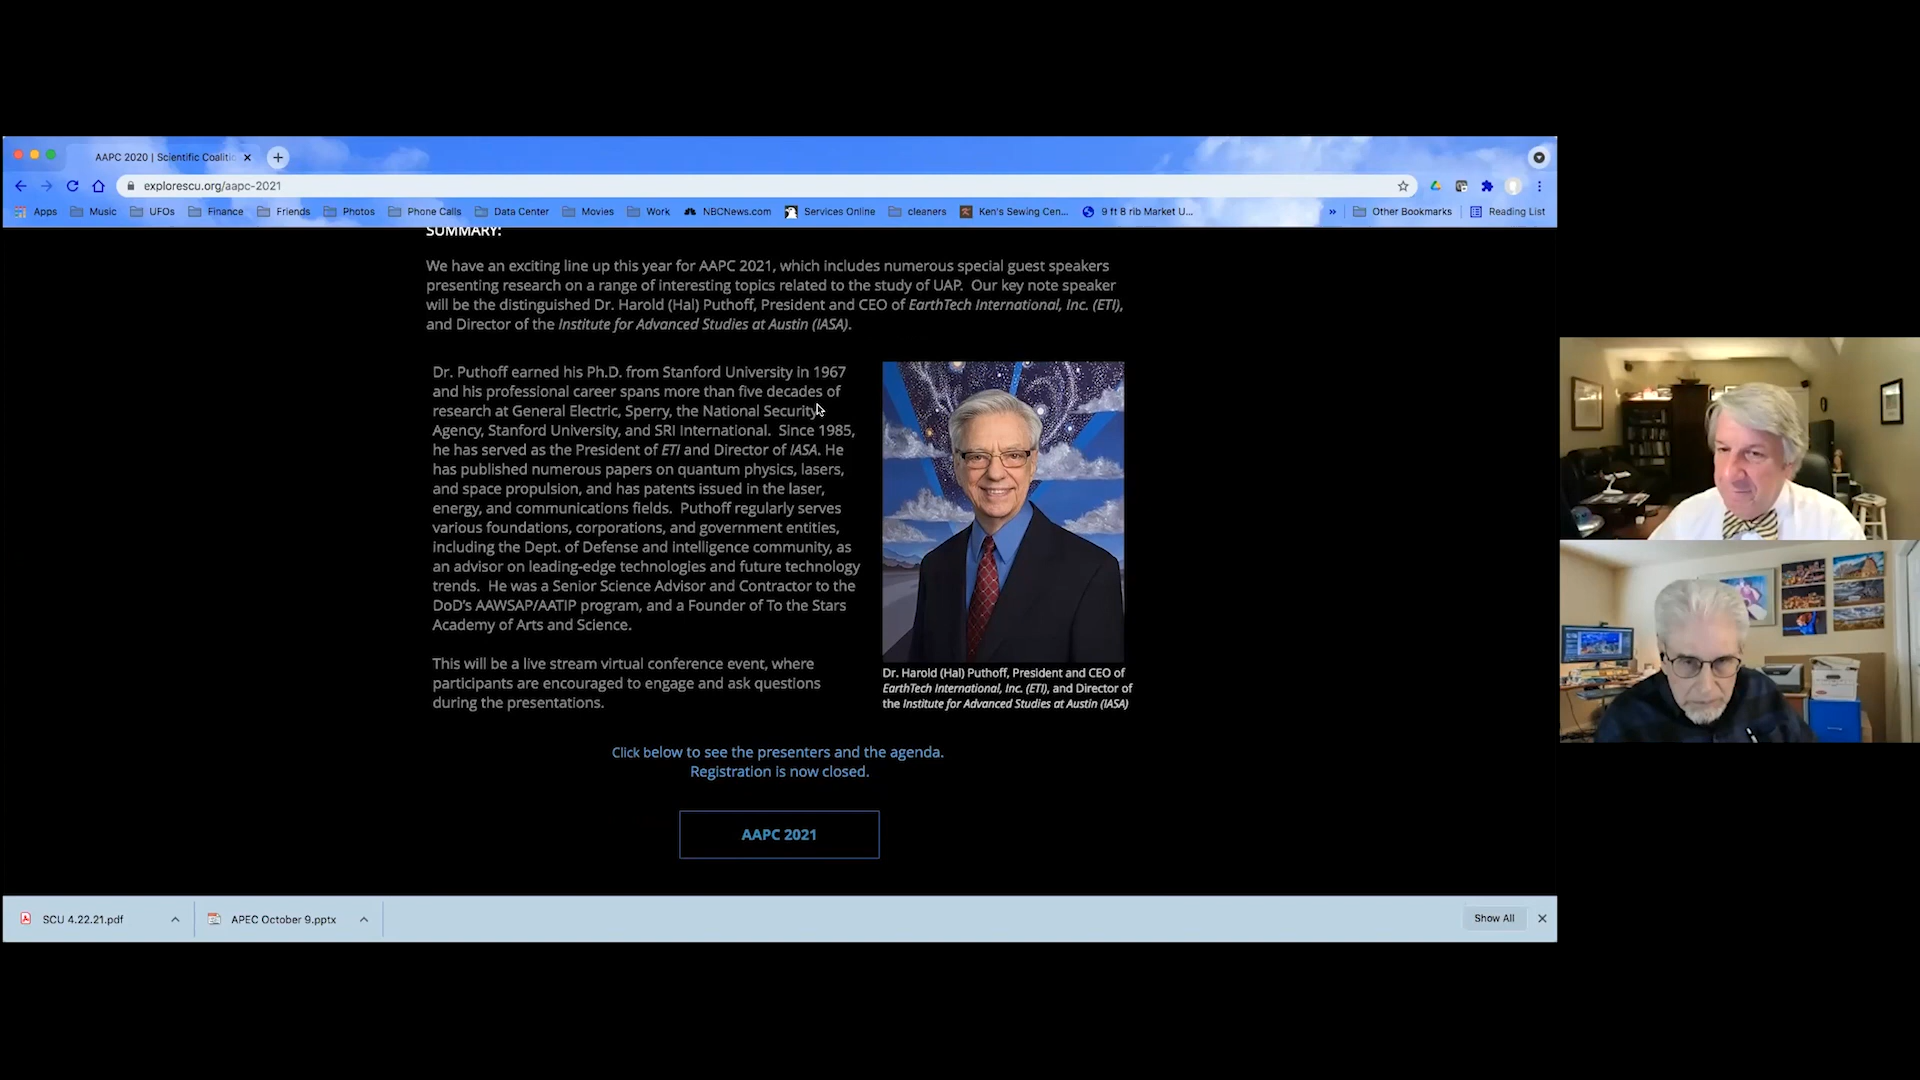 AAPC 2020 | Scientific Coalitic
explorescu.org/aapc-2021
Apps Music UFOs Finance Friends Photos Phone Calls Data Center Movies Work NBCNews.com Services Online cleaners Ken's Sewing Cen... 9 ft 8 rib Market U... » Other Bookmarks Reading List
SUMMARY:
We have an exciting line up this year for AAPC 2021, which includes numerous special guest speakers
presenting research on a range of interesting topics related to the study of UAP. Our key note speaker
will be the distinguished Dr. Harold (Hal) Puthoff, President and CEO of EarthTech International, Inc. (ETI),
and Director of the Institute for Advanced Studies at Austin (IASA).
Dr. Puthoff earned his Ph.D. from Stanford University in 1967
and his professional career spans more than five decades of
research at General Electric, Sperry, the National Security
Agency, Stanford University, and SRI International. Since 1985,
he has served as the President of ETI and Director of IASA. He
has published numerous papers on quantum physics, lasers,
and space propulsion, and has patents issued in the laser,
energy, and communications fields. Puthoff regularly serves
various foundations, corporations, and government entities,
including the Dept. of Defense and intelligence community, as
an advisor on leading-edge technologies and future technology
trends. He was a Senior Science Advisor and Contractor to the
DoD's AAWSAP/AATIP program, and a Founder of To the Stars
Academy of Arts and Science.
This will be a live stream virtual conference event, where
participants are encouraged to engage and ask questions
during the presentations.
Dr. Harold (Hal) Puthoff, President and CEO of
EarthTech International, Inc. (ETI), and Director of
the Institute for Advanced Studies at Austin (IASA)
Click below to see the presenters and the agenda.
Registration is now closed.
AAPC 2021
SCU 4.22.21.pdf APEC October 9.pptx Show All